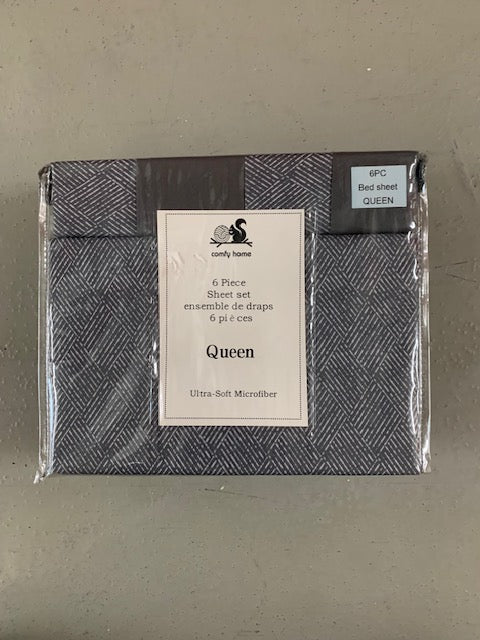 6PC
Bed sheet
QUEEN
comfy home
6 Piece
Sheet set
ensemble de draps
6 pi è ces
Queen
Ultra-Soft Microfiber